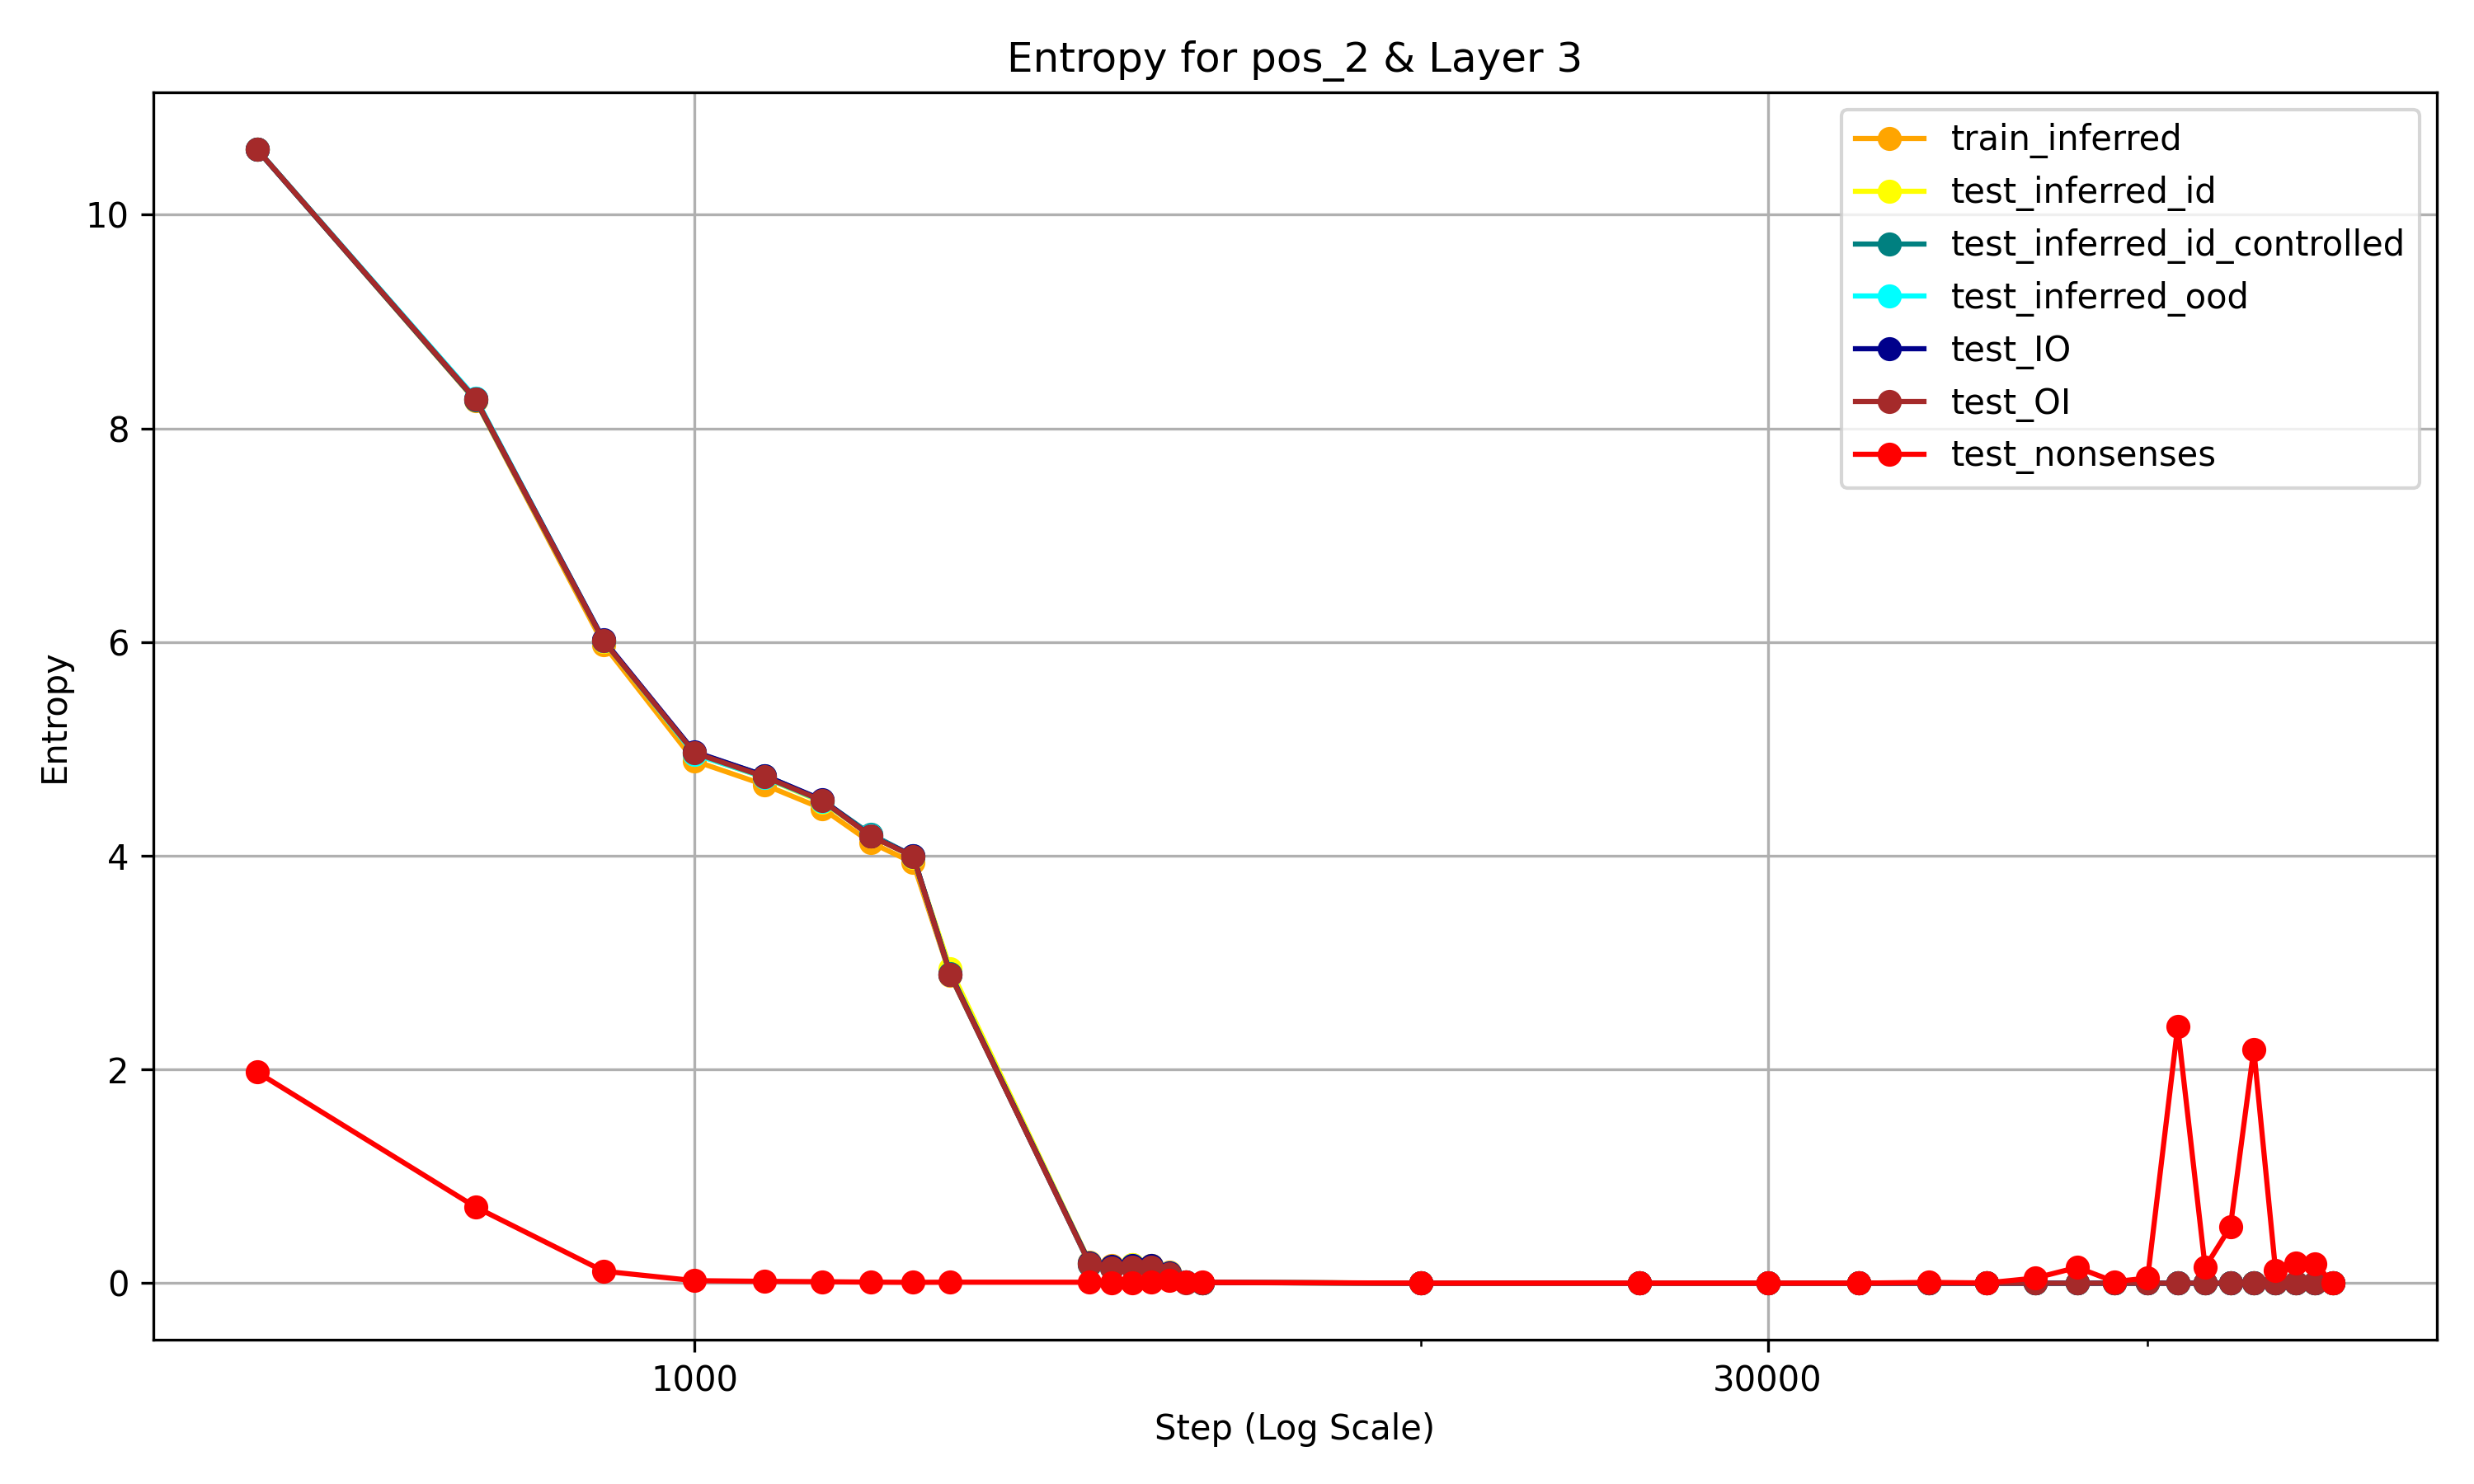 Entropy for pos_2 & Layer 3
train_inferred
test_inferred_id
test_inferred_id_controlled
test_inferred_ood
test_IO
test_OI
test_nonsenses
10
8
6
4
2
0
Entropy
1000
30000
Step (Log Scale)